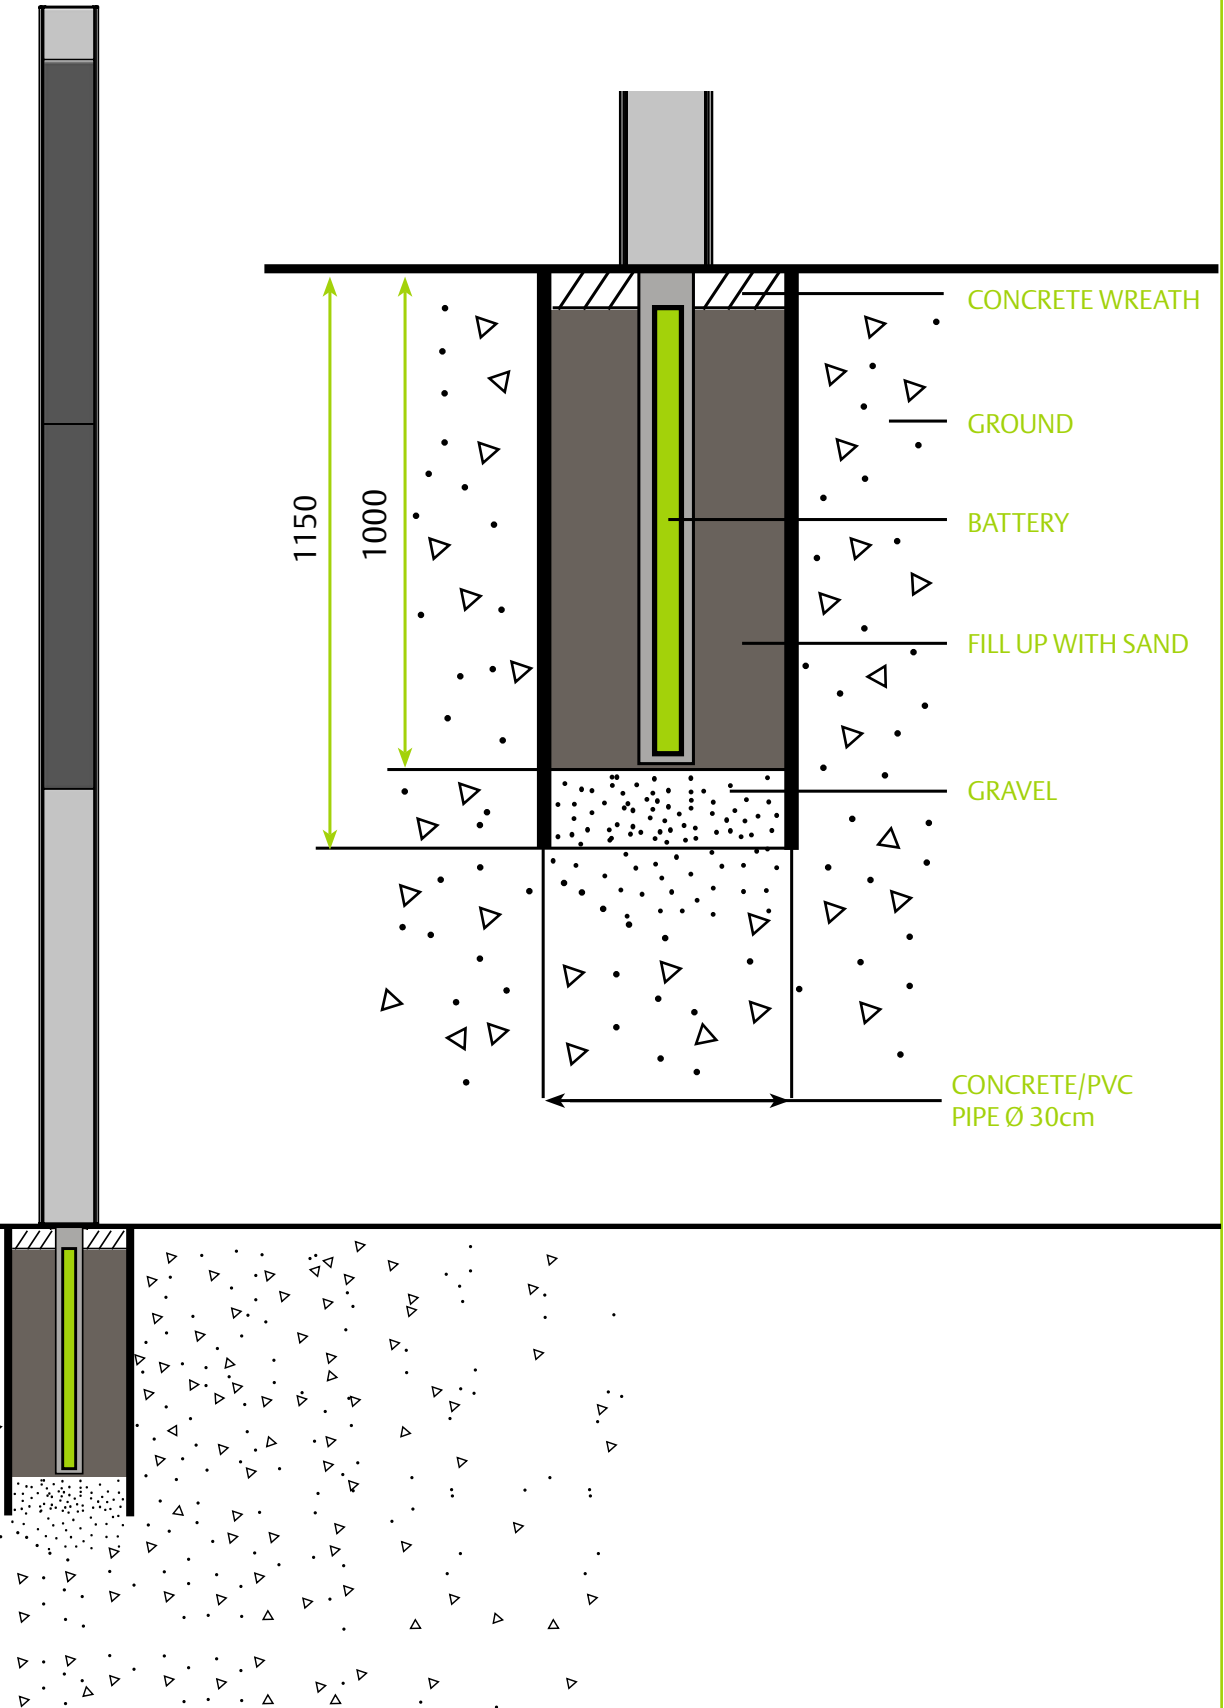 CONCRETE WREATH
GROUND
1150
1000
BATTERY
FILL UP WITH SAND
GRAVEL
CONCRETE/PVC
PIPE Ø 30cm